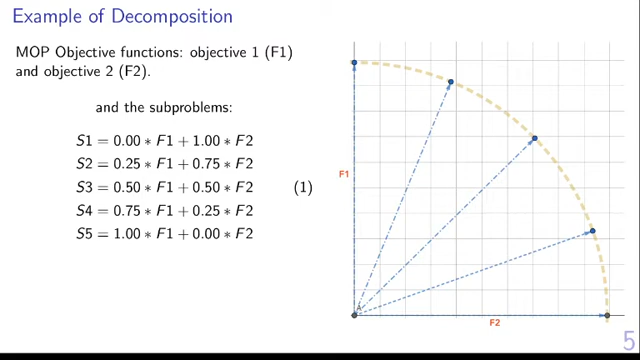 Example of Decomposition
MOP Objective functions: objective 1 (F1)
and objective 2 (F2).
and the subproblems:
S1 = 0.00 * F1 + 1.00 * F2
S2 = 0.25 * F1 + 0.75 * F2
S3 = 0.50 * F1 + 0.50 * F2
(1)
S4 = 0.75 * F1 + 0.25 * F2
S5 = 1.00 * F1 + 0.00 * F2
F1
A
F2
5